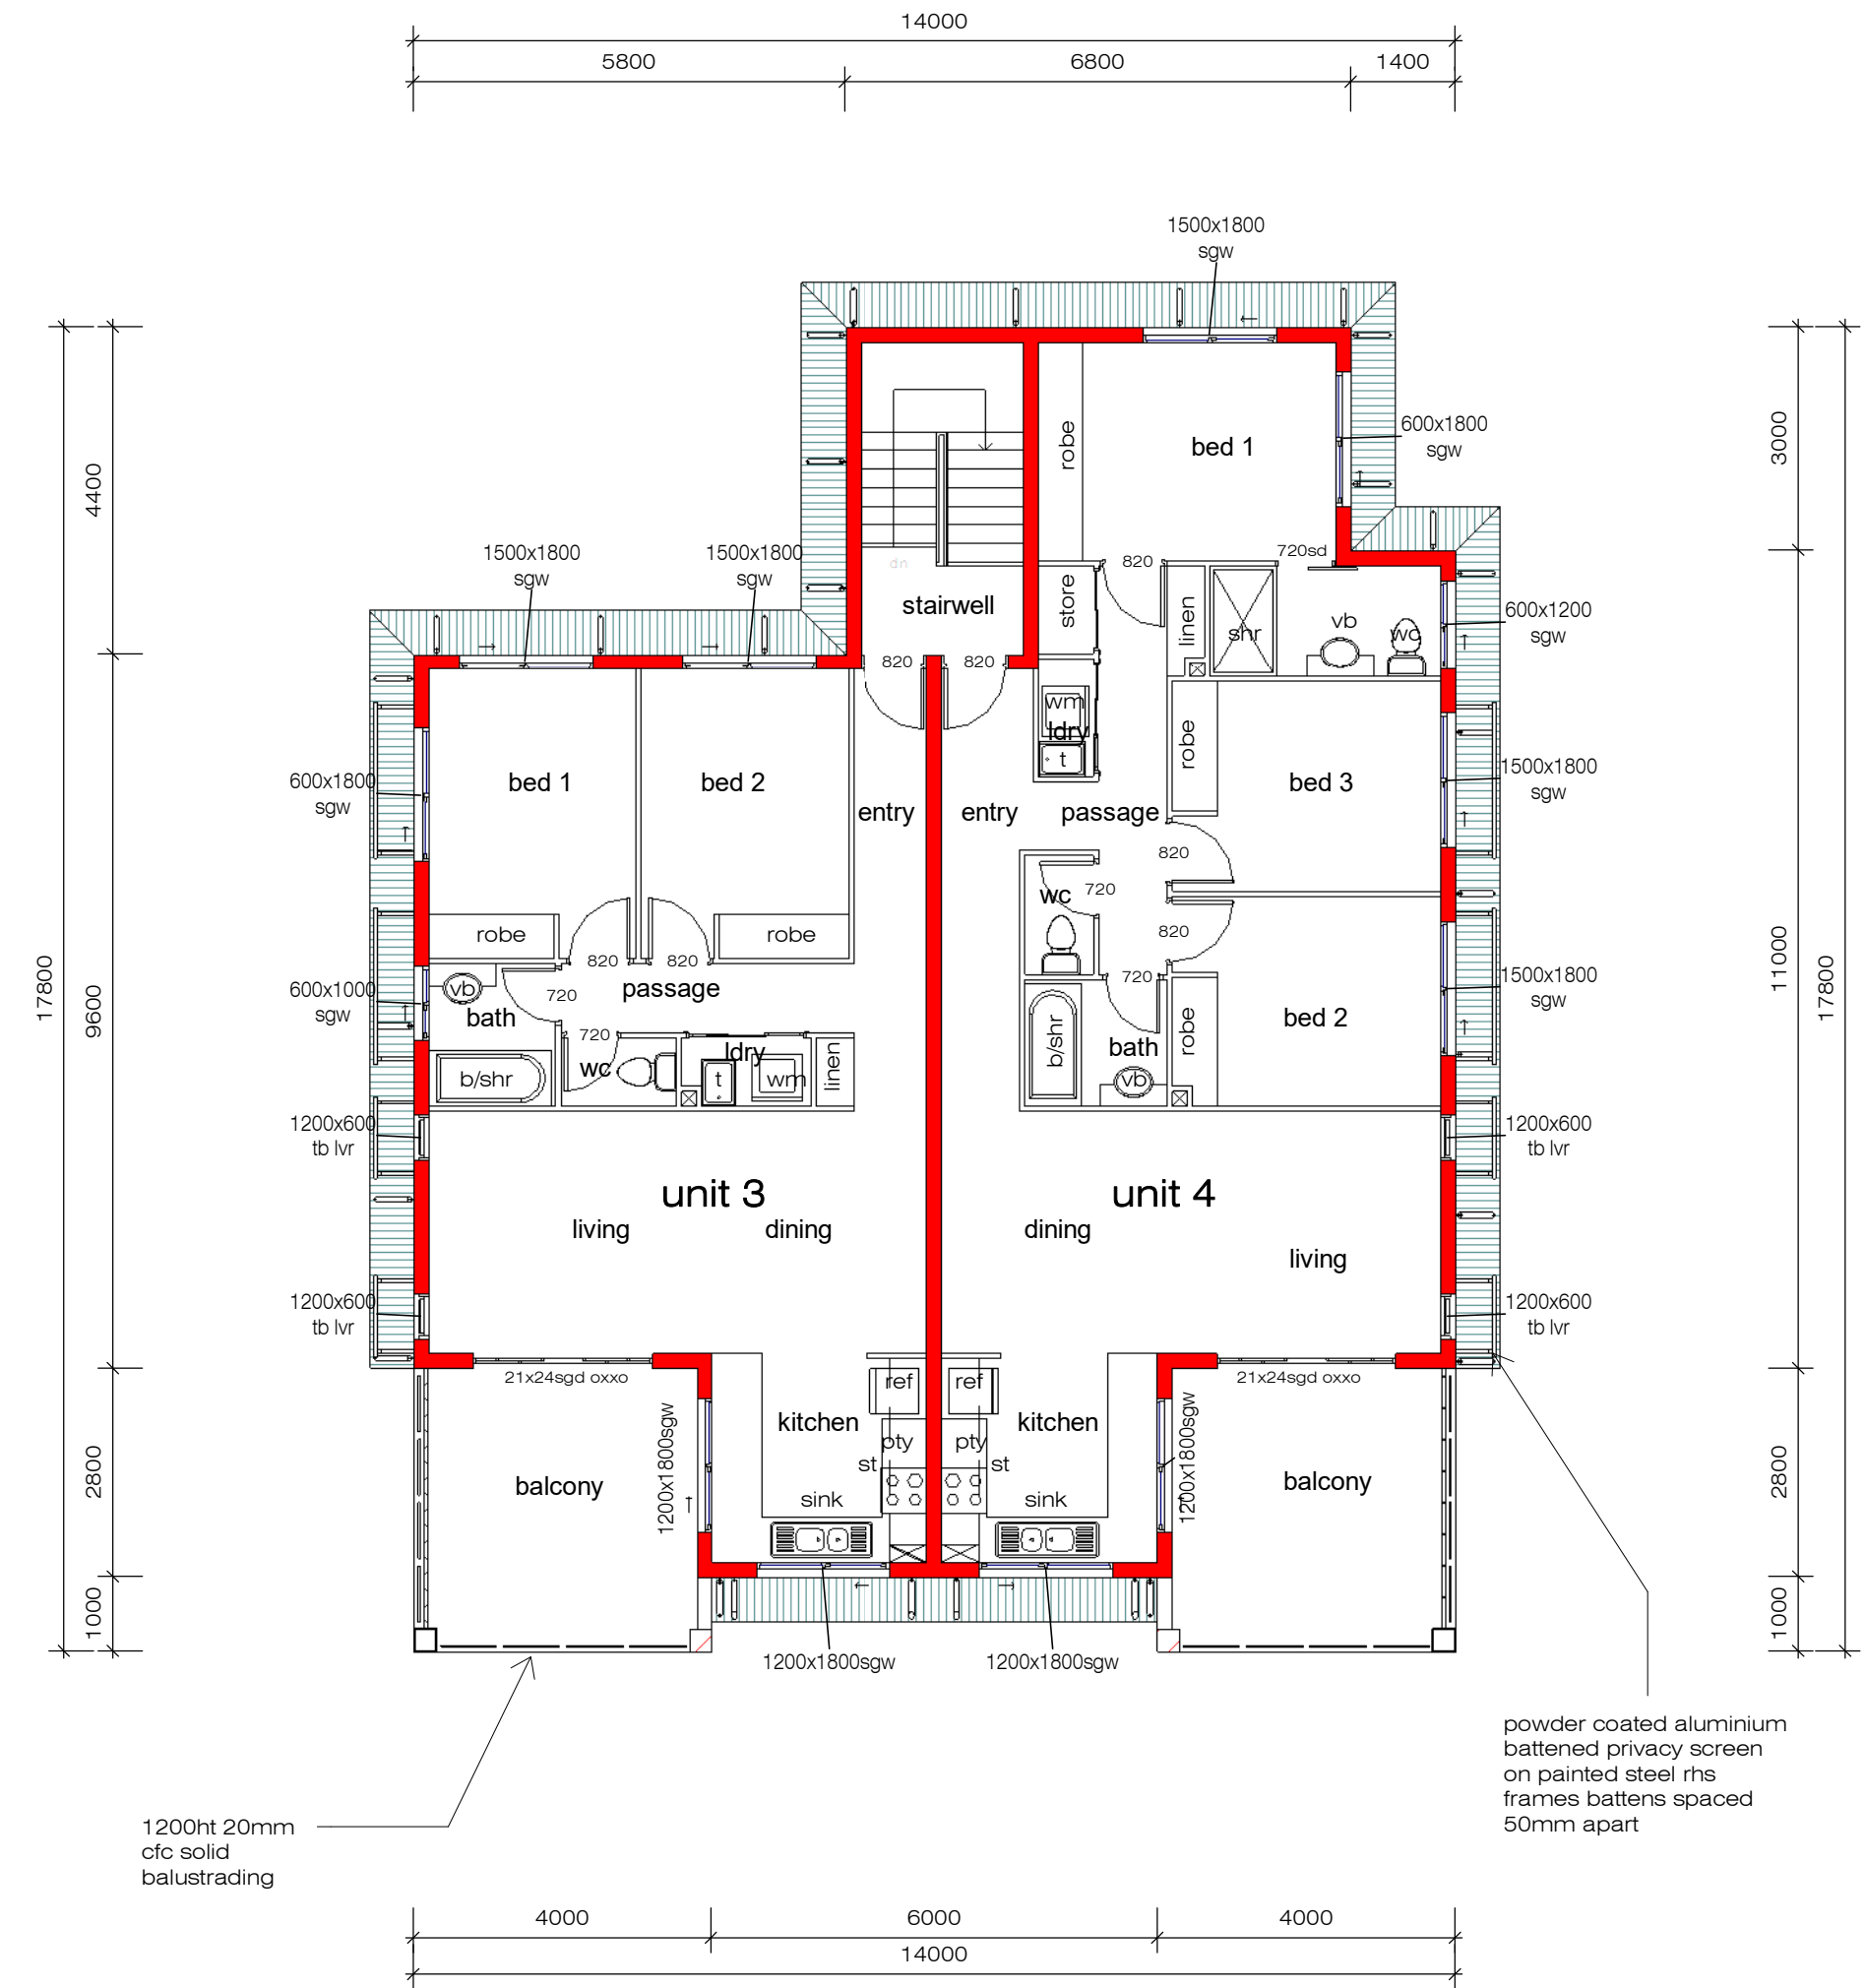 14000
5800
6800
1400
1500x1800
sgw
600x1800
sgw
robe
bed 1
3000
4400
1500x1800
sgw
1500x1800
sgw
dn
820
720sd
stairwell
store
linen
shr
vb
wc
600x1200
sgw
820
820
wm
ldry
t
robe
bed 3
1500x1800
sgw
600x1800
sgw
bed 1
bed 2
entry
entry
passage
820
wc
720
robe
robe
820
820
820
720
17800
9600
600x1000
sgw
vb
bath
720
passage
720
wc
ldry
t
wm
linen
b/shr
b/shr
bath
vb
robe
bed 2
1500x1800
sgw
11000
17800
1200x600
tb lvr
1200x600
tb lvr
unit 3
unit 4
living
dining
dining
living
1200x600
tb lvr
1200x600
tb lvr
21x24sgd oxxo
ref
ref
21x24sgd oxxo
kitchen
kitchen
1200x1800sgw
1200x1800sgw
pty
pty
st
st
balcony
balcony
sink
sink
2800
2800
1000
1000
1200x1800sgw
1200x1800sgw
powder coated aluminium
battened privacy screen
on painted steel rhs
frames battens spaced
50mm apart
1200ht 20mm
cfc solid
balustrading
4000
6000
4000
14000